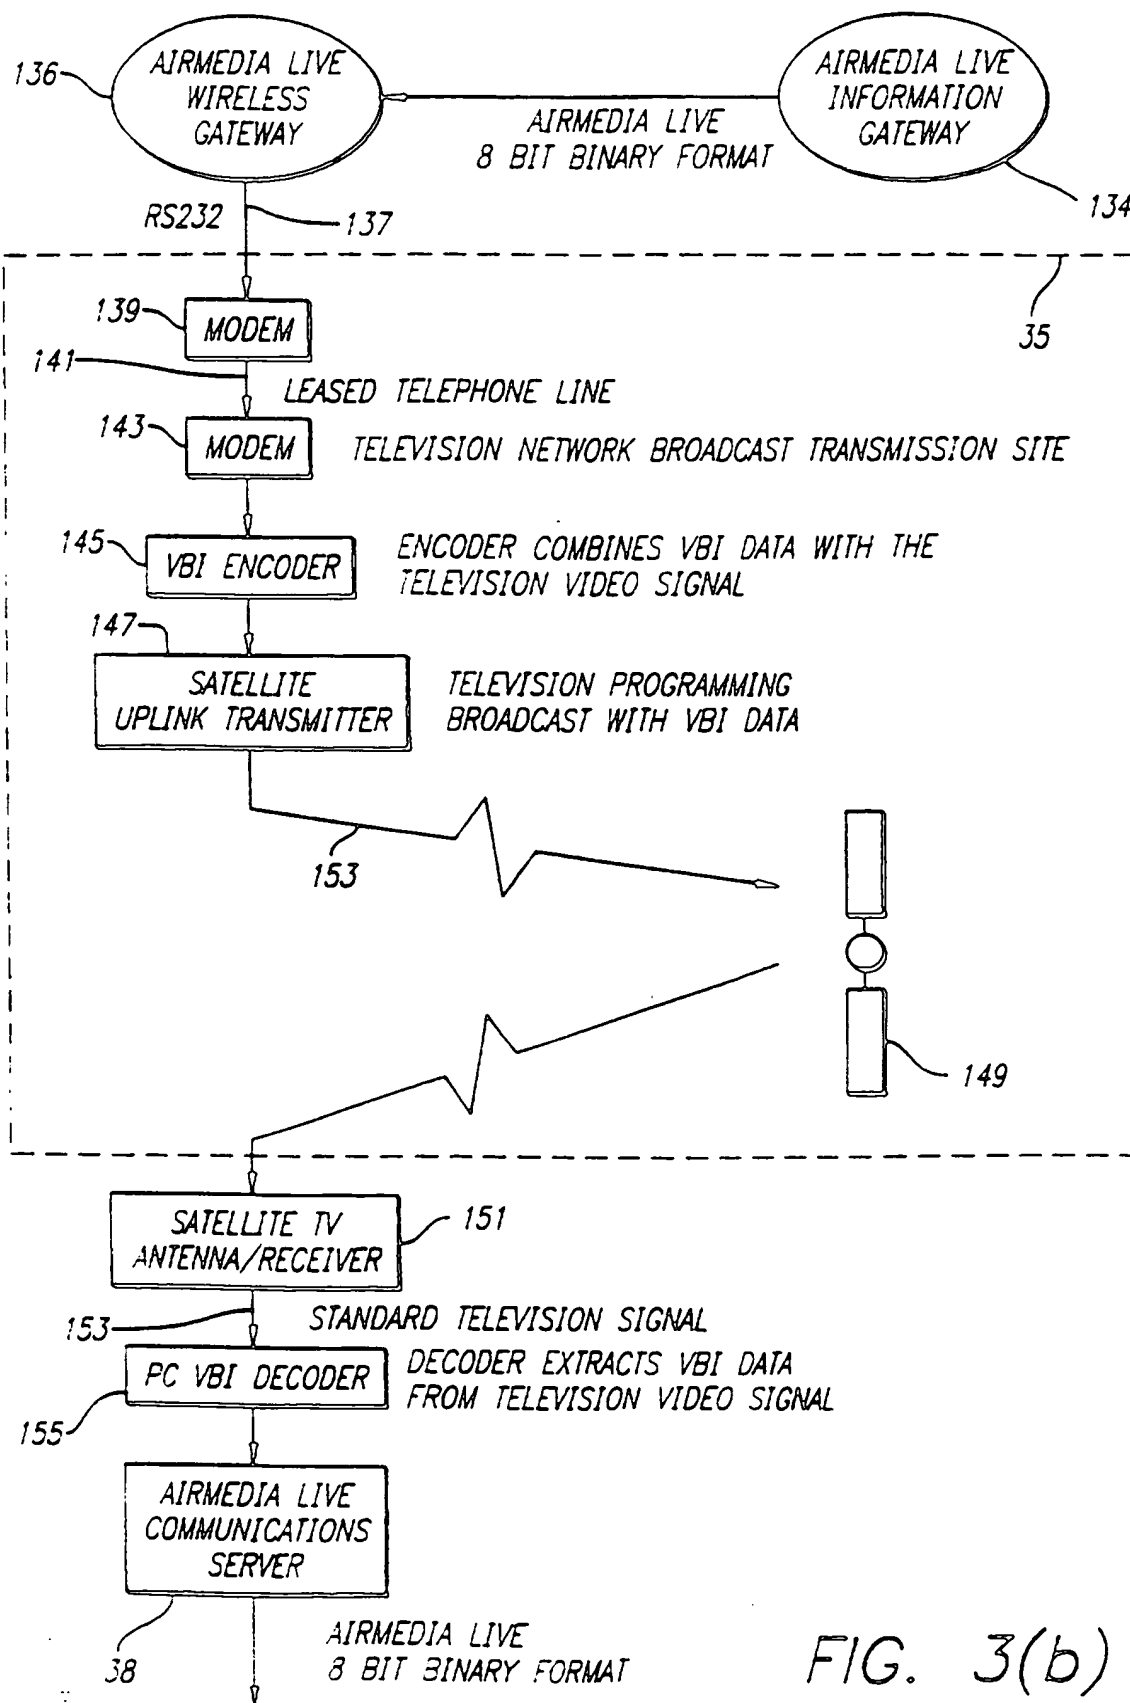 136
AIRMEDIA LIVE
WIRELESS
GATEWAY
AIRMEDIA LIVE
8 BIT BINARY FORMAT
AIRMEDIA LIVE
INFORMATION
GATEWAY
134
RS232
137
35
139
MODEM
141
LEASED TELEPHONE LINE
143
MODEM
TELEVISION NETWORK BROADCAST TRANSMISSION SITE
145
VBI ENCODER
ENCODER COMBINES VBI DATA WITH THE
TELEVISION VIDEO SIGNAL
147
SATELLITE
UPLINK TRANSMITTER
TELEVISION PROGRAMMING
BROADCAST WITH VBI DATA
153
149
SATELLITE TV
ANTENNA/RECEIVER
151
153
STANDARD TELEVISION SIGNAL
PC VBI DECODER
DECODER EXTRACTS VBI DATA
FROM TELEVISION VIDEO SIGNAL
155
AIRMEDIA LIVE
COMMUNICATIONS
SERVER
38
AIRMEDIA LIVE
8 BIT BINARY FORMAT
FIG. 3(b)